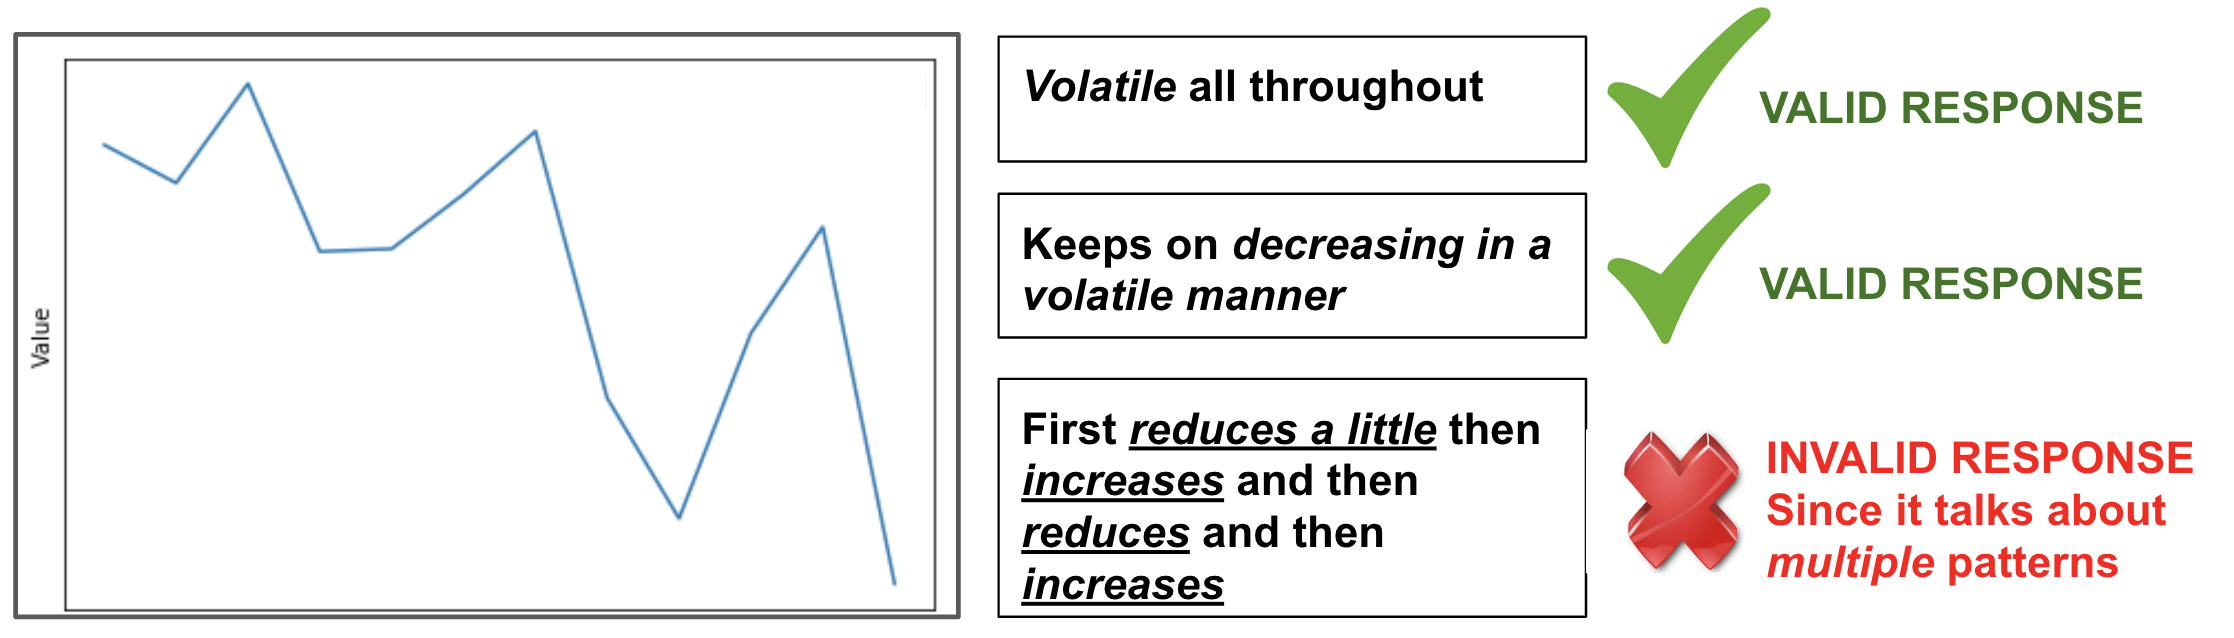 Value
Volatile all throughout
VALID RESPONSE
Keeps on decreasing in a
volatile manner
VALID RESPONSE
First reduces a little then
increases and then
reduces and then
increases
INVALID RESPONSE
Since it talks about
multiple patterns